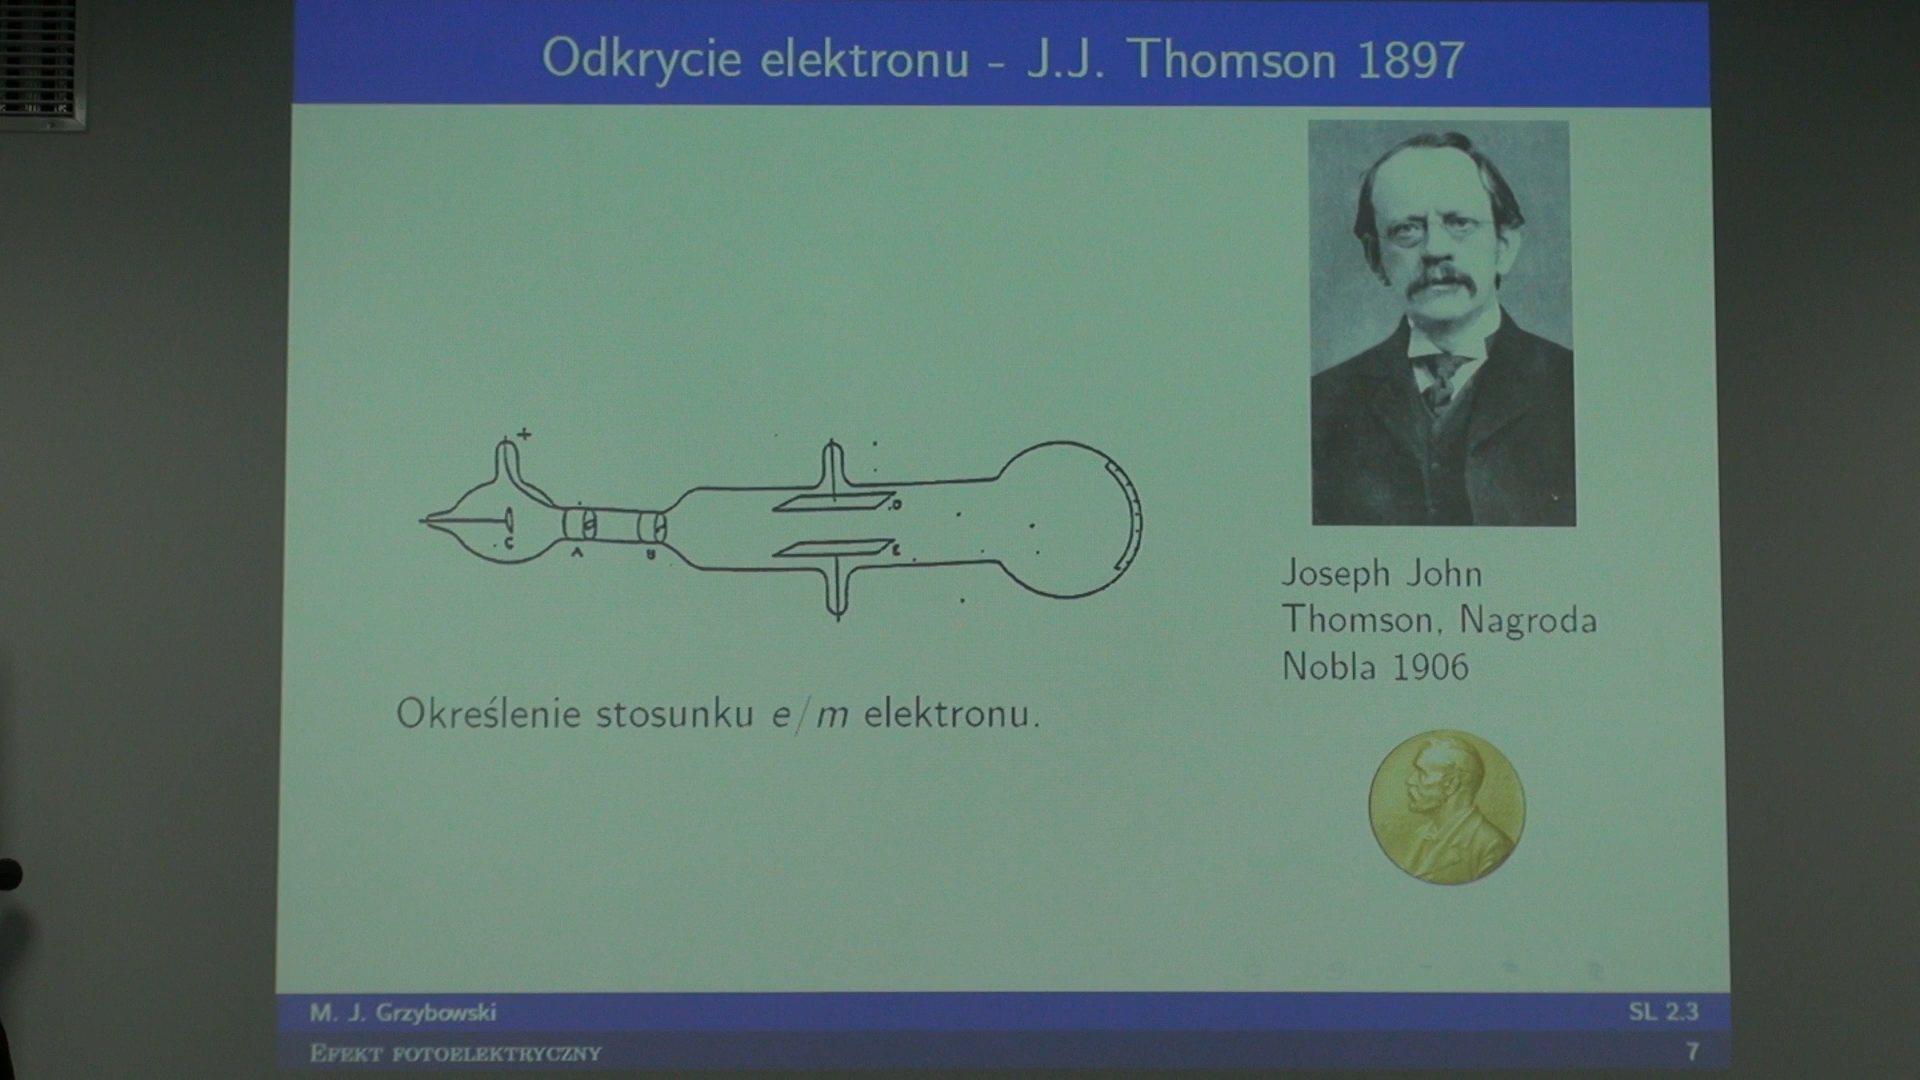 Odkrycie elektronu - J.J. Thomson 1897
+
C
A
B
D
E
Joseph John
Thomson, Nagroda
Nobla 1906
Określenie stosunku e/m elektronu.
M. J. Grzybowski
SL 2.3
EFEKT FOTOELEKTRYCZNY
7